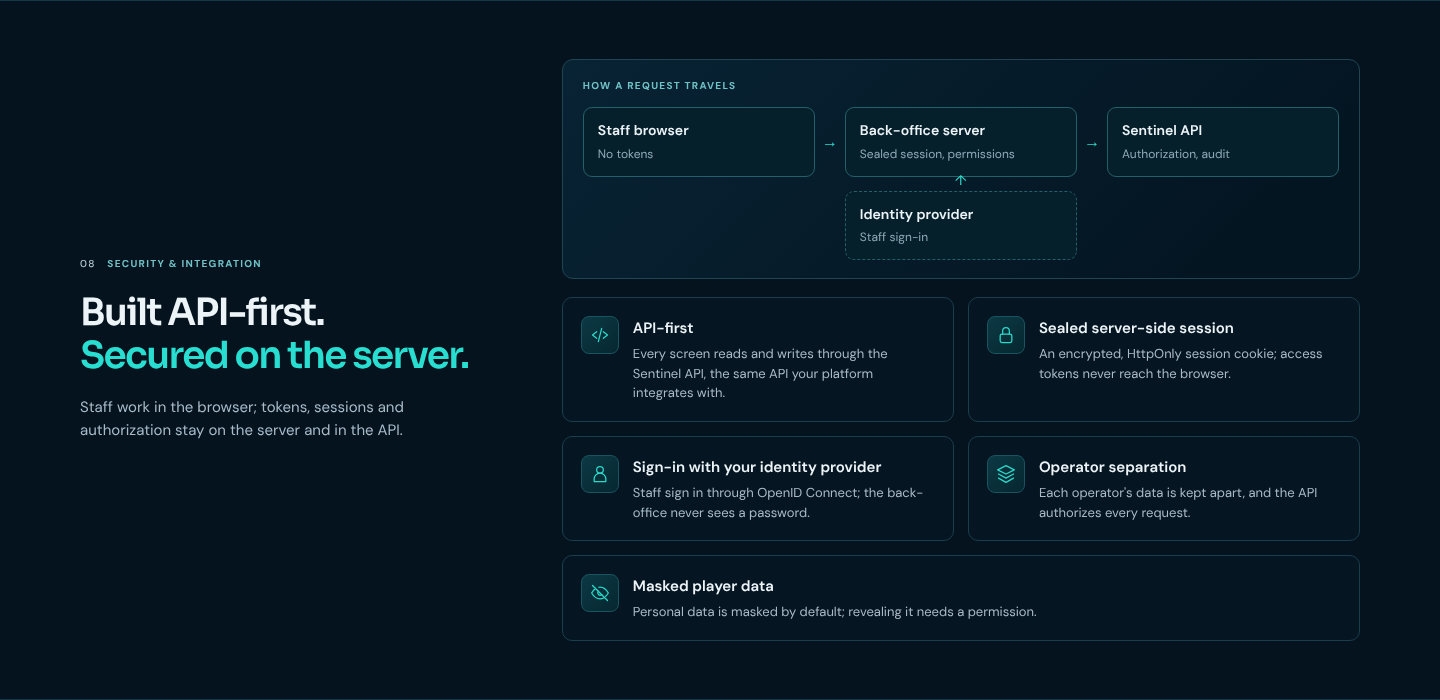 08 SECURITY & INTEGRATION
Built API-first.
Secured on the server.
Staff work in the browser; tokens, sessions and
authorization stay on the server and in the API.
HOW A REQUEST TRAVELS
Staff browser
No tokens
→
Back-office server
Sealed session, permissions
→
Sentinel API
Authorization, audit
↑
Identity provider
Staff sign-in
API-first
Every screen reads and writes through the
Sentinel API, the same API your platform
integrates with.
Sealed server-side session
An encrypted, HttpOnly session cookie; access
tokens never reach the browser.
Sign-in with your identity provider
Staff sign in through OpenID Connect; the back-
office never sees a password.
Operator separation
Each operator's data is kept apart, and the API
authorizes every request.
Masked player data
Personal data is masked by default; revealing it needs a permission.